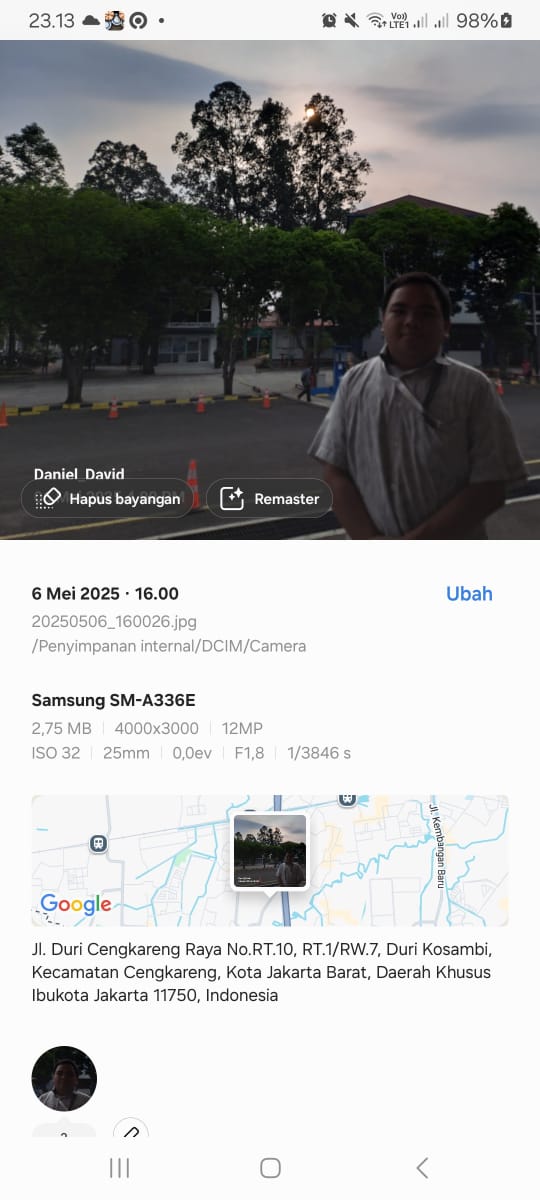 23.13
Vo))
LTE1
98%
Daniel_David
Hapus bayangan
Remaster
6 Mei 2025 · 16.00
Ubah
20250506_160026.jpg
/Penyimpanan internal/DCIM/Camera
Samsung SM-A336E
2,75 MB | 4000x3000 | 12MP
ISO 32 | 25mm | 0,0ev | F1,8 | 1/3846 s
Jl. Kembangan Baru
Google
Jl. Duri Cengkareng Raya No.RT.10, RT.1/RW.7, Duri Kosambi,
Kecamatan Cengkareng, Kota Jakarta Barat, Daerah Khusus
Ibukota Jakarta 11750, Indonesia